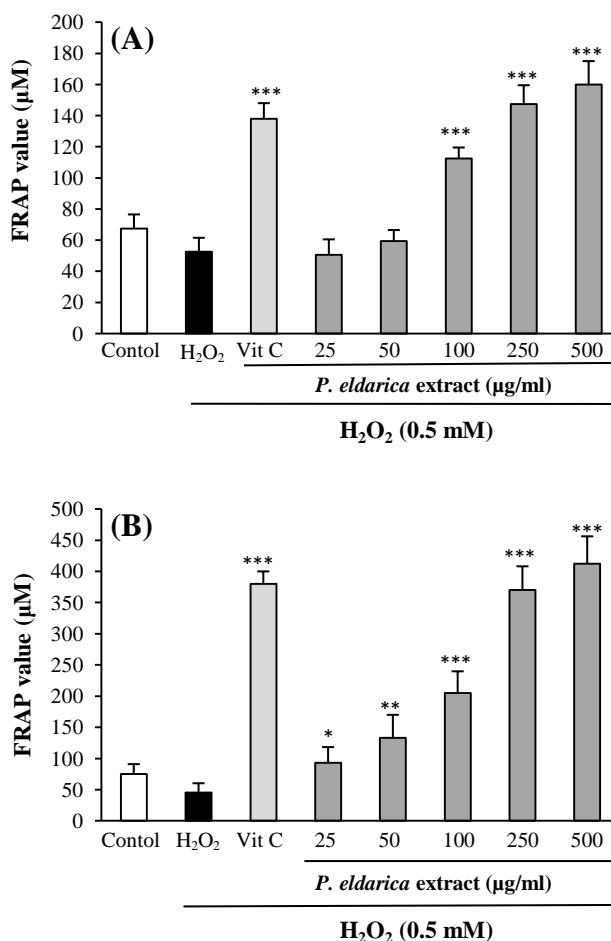 (A)
FRAP value (µM)
200
180
160
140
120
100
80
60
40
20
0
*** *** *** ***
Contol H₂O₂ Vit C 25 50 100 250 500
P. eldarica extract (µg/ml)
H₂O₂ (0.5 mM)
(B)
FRAP value (µM)
500
450
400
350
300
250
200
150
100
50
0
*** * ** *** *** ***
Contol H₂O₂ Vit C 25 50 100 250 500
P. eldarica extract (µg/ml)
H₂O₂ (0.5 mM)